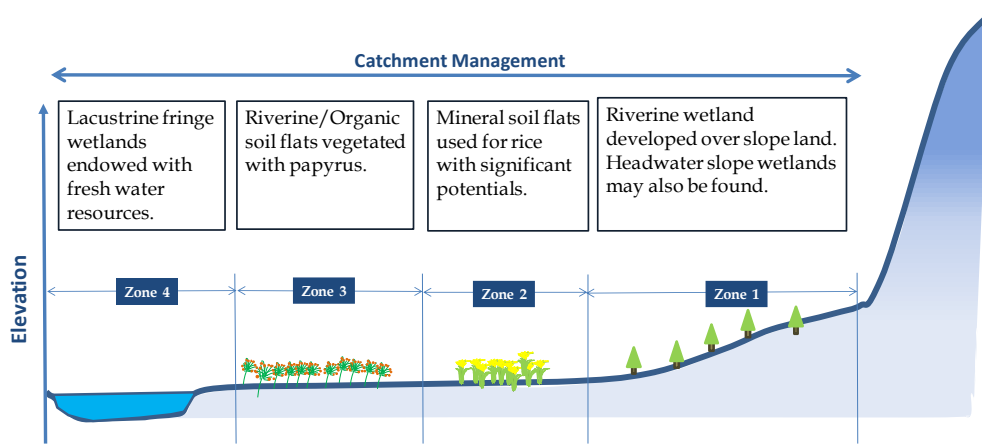 Catchment Management
Lacustrine fringe
wetlands
endowed with
fresh water
resources.
Riverine/Organic
soil flats vegetated
with papyrus.
Mineral soil flats
used for rice
with significant
potentials.
Riverine wetland
developed over slope land.
Headwater slope wetlands
may also be found.
Elevation
Zone 4
Zone 3
Zone 2
Zone 1